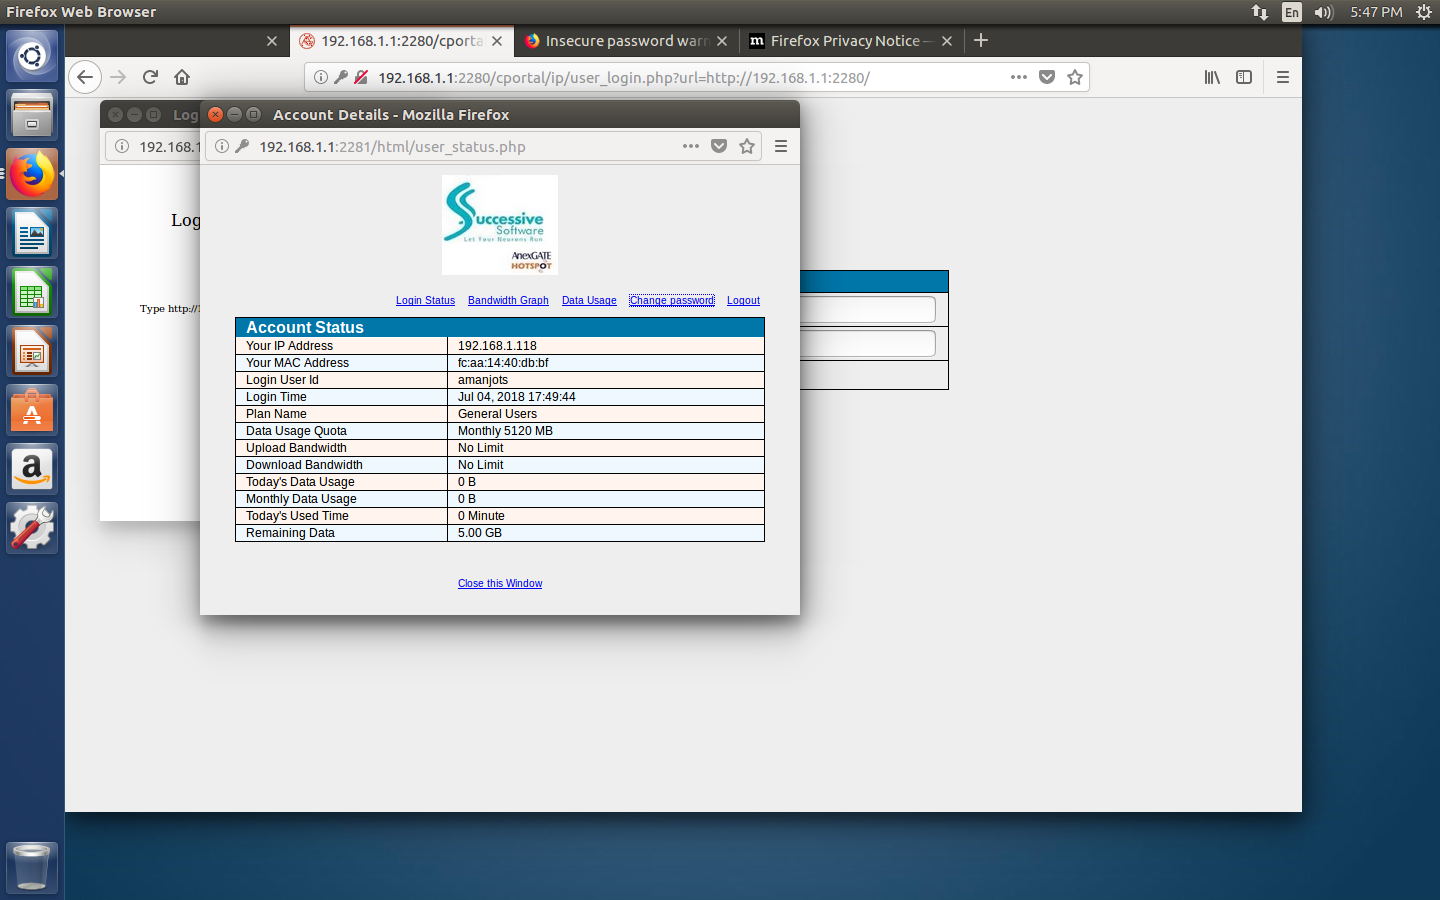 Firefox Web Browser
En
5:47 PM
192.168.1.1:2280/cporta
Insecure password warn
Firefox Privacy Notice —
192.168.1.1:2280/cportal/ip/user_login.php?url=http://192.168.1.1:2280/
Log
Account Details - Mozilla Firefox
192.168.1
192.168.1.1:2281/html/user_status.php
Log
Type http://1
Successive
Software
Let Your Neurons Run
AnexGATE
HOTSPOT
Login Status Bandwidth Graph Data Usage Change password Logout
Account Status
Your IP Address 192.168.1.118
Your MAC Address fc:aa:14:40:db:bf
Login User Id amanjots
Login Time Jul 04, 2018 17:49:44
Plan Name General Users
Data Usage Quota Monthly 5120 MB
Upload Bandwidth No Limit
Download Bandwidth No Limit
Today's Data Usage 0 B
Monthly Data Usage 0 B
Today's Used Time 0 Minute
Remaining Data 5.00 GB
Close this Window